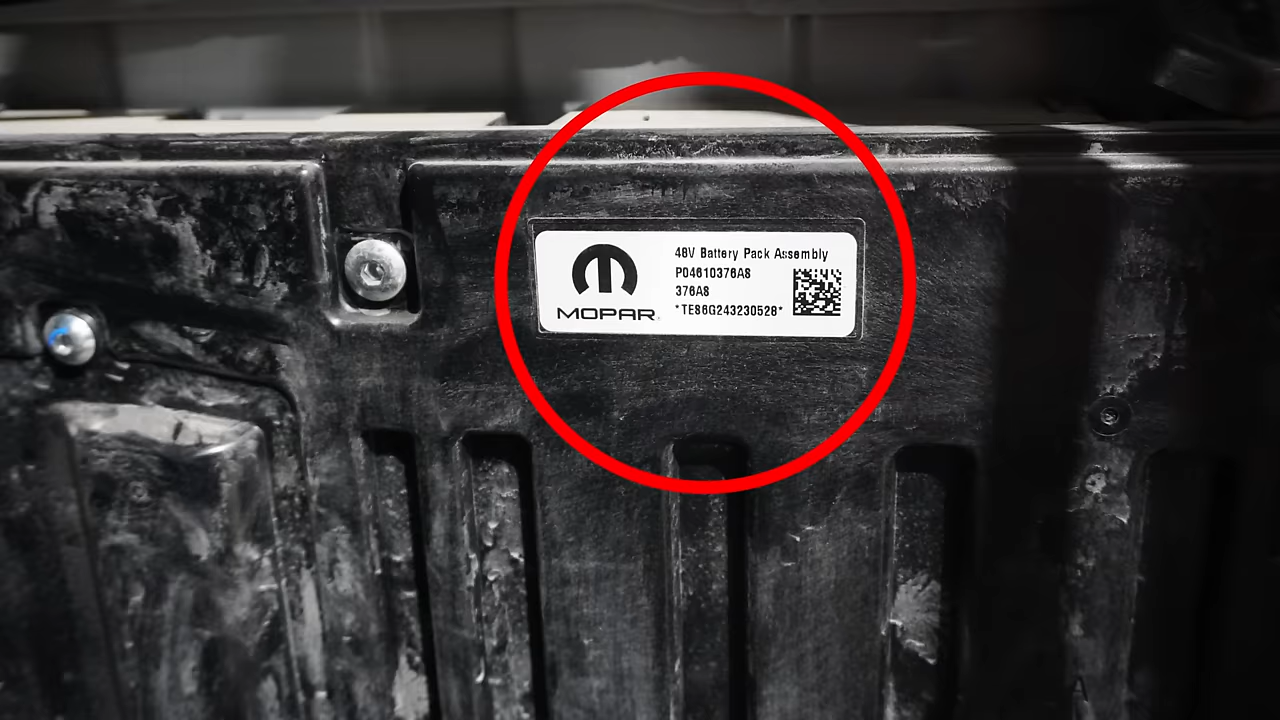 48V Battery Pack Assembly
P04610376A8
376A8
*TE86G243230528*
MOPAR